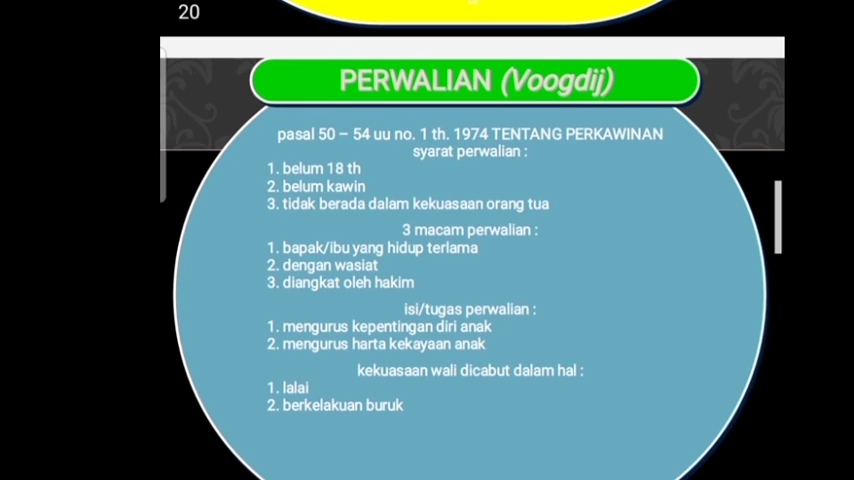 20
PERWALIAN (Voogdij)
pasal 50 – 54 uu no. 1 th. 1974 TENTANG PERKAWINAN
syarat perwalian :
1. belum 18 th
2. belum kawin
3. tidak berada dalam kekuasaan orang tua
3 macam perwalian :
1. bapak/ibu yang hidup terlama
2. dengan wasiat
3. diangkat oleh hakim
isi/tugas perwalian :
1. mengurus kepentingan diri anak
2. mengurus harta kekayaan anak
kekuasaan wali dicabut dalam hal :
1. lalai
2. berkelakuan buruk